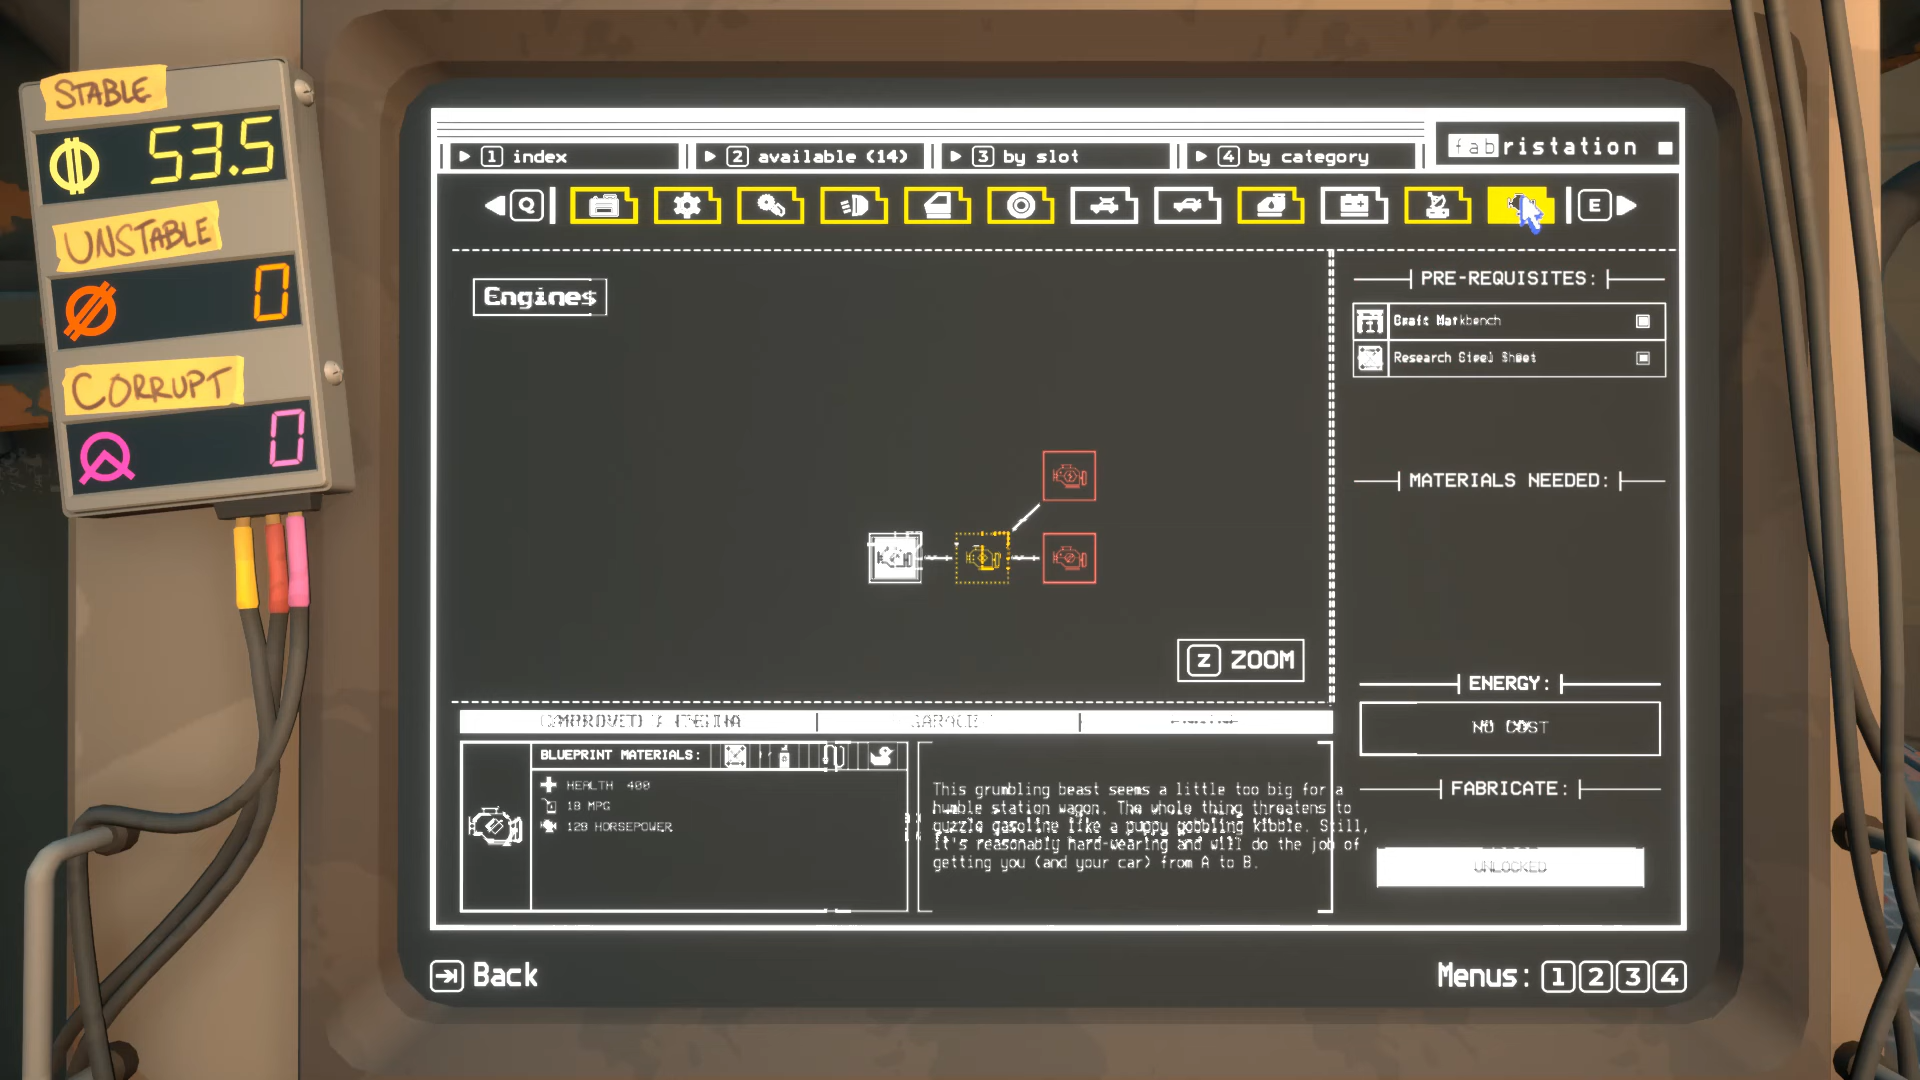 STABLE
53.5
UNSTABLE
0
CORRUPT
0
1 index
2 available (14)
3 by slot
4 by category
fabristation
Q
E
Engines
Z ZOOM
BLUEPRINT MATERIALS:
HEALTH 400
18 MPG
128 HORSEPOWER
This grumbling beast seems a little too big for a
humble station wagon. The whole thing threatens to
guzzle gasoline like a puppy gobbling kibble. Still,
it's reasonably hard-wearing and will do the job of
getting you (and your car) from A to B.
PRE-REQUISITES:
Research Steel Sheet
MATERIALS NEEDED:
ENERGY:
NO COST
FABRICATE:
UNLOCKED
Back
Menus: 1 2 3 4